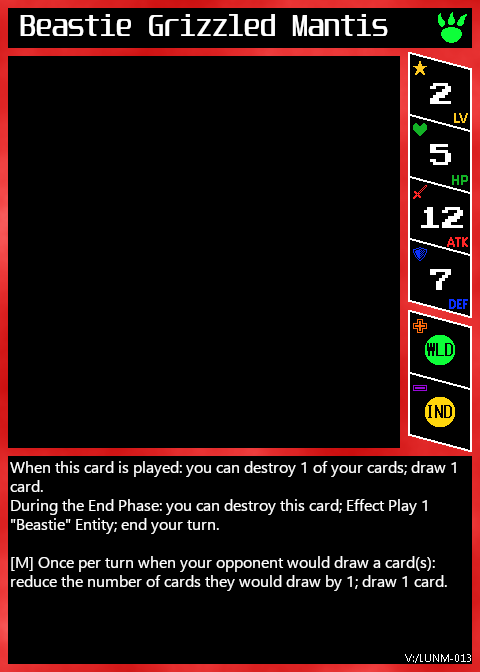 Beastie Grizzled Mantis
2
LV
5
HP
12
ATK
7
DEF
WLD
IND
When this card is played: you can destroy 1 of your cards; draw 1
card.
During the End Phase: you can destroy this card; Effect Play 1
"Beastie" Entity; end your turn.
[M] Once per turn when your opponent would draw a card(s):
reduce the number of cards they would draw by 1; draw 1 card.
V:/LUNM-013